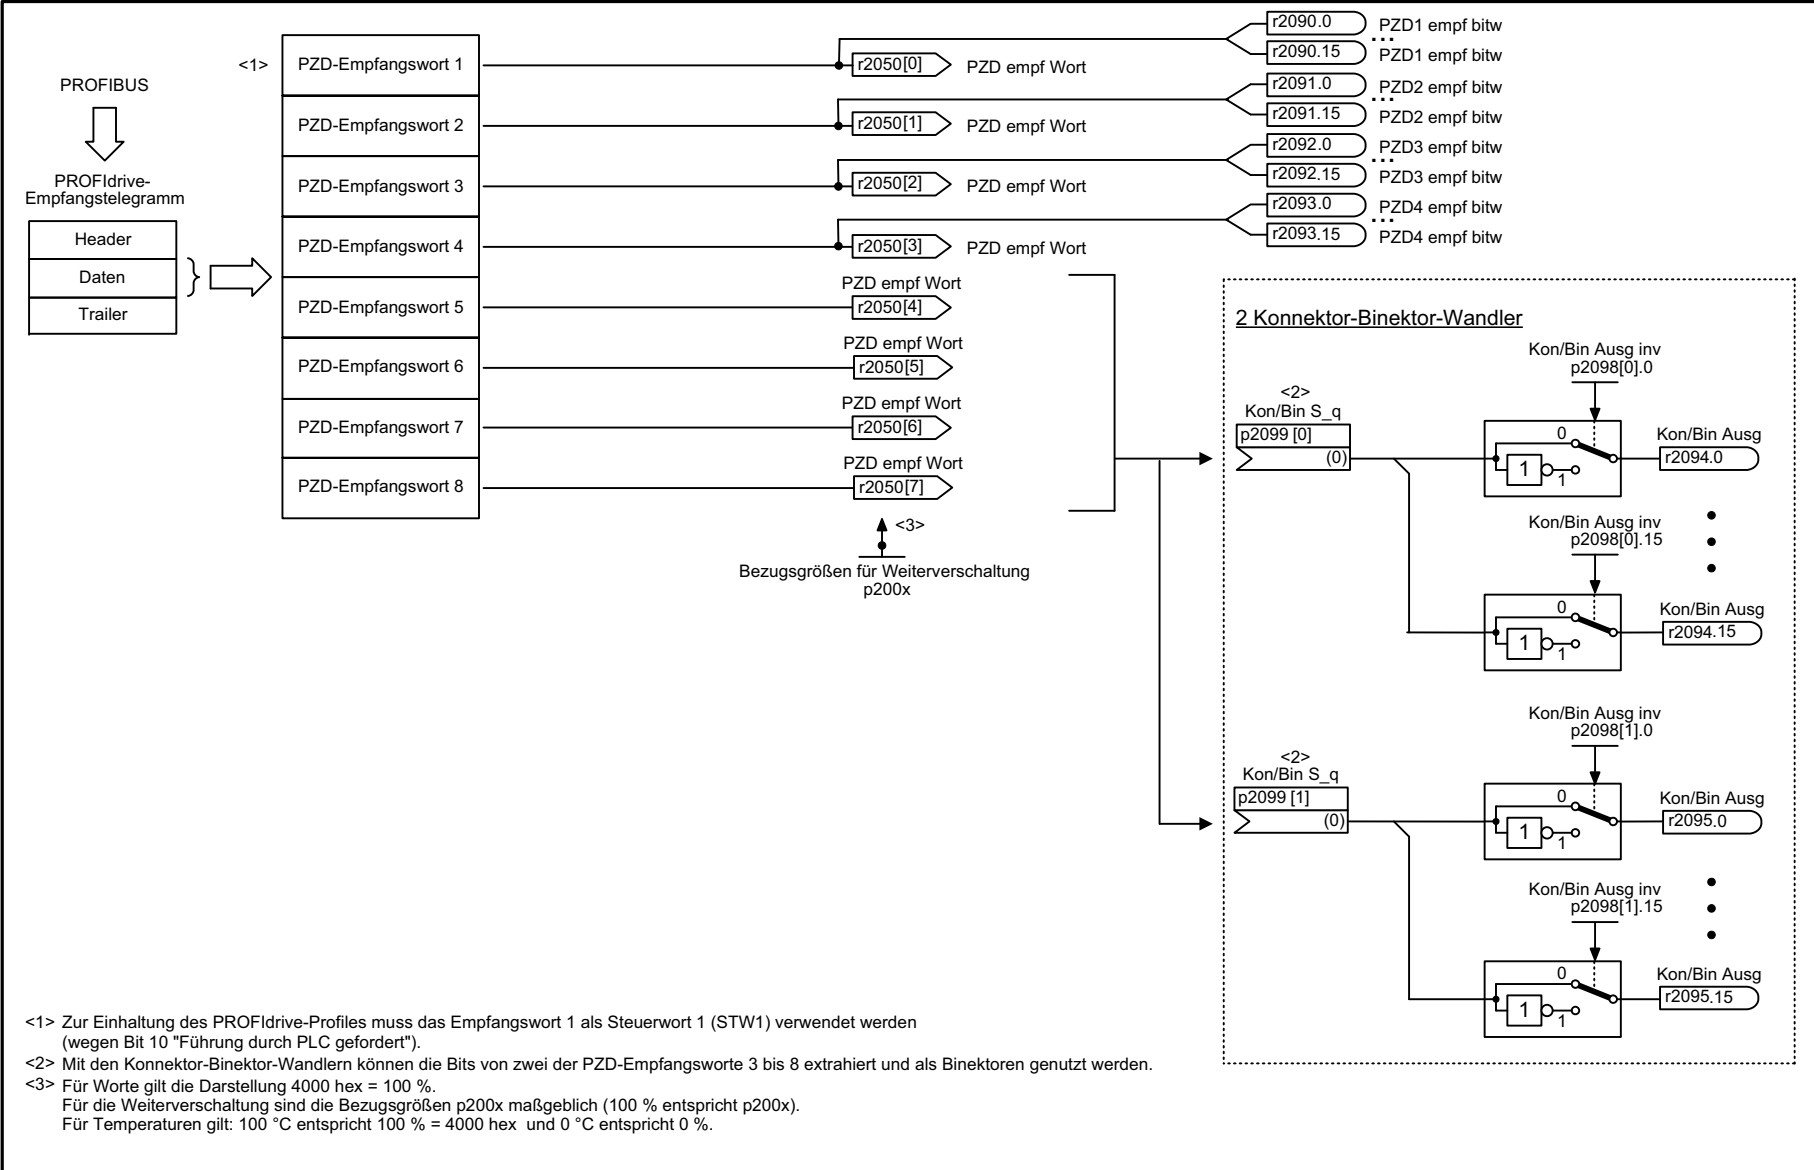 PROFIBUS
PROFIdrive-
Empfangstelegramm
Header
Daten
Trailer
<1>
PZD-Empfangswort 1
PZD-Empfangswort 2
PZD-Empfangswort 3
PZD-Empfangswort 4
PZD-Empfangswort 5
PZD-Empfangswort 6
PZD-Empfangswort 7
PZD-Empfangswort 8
r2050[0] PZD empf Wort
r2050[1] PZD empf Wort
r2050[2] PZD empf Wort
r2050[3] PZD empf Wort
PZD empf Wort
r2050[4]
PZD empf Wort
r2050[5]
PZD empf Wort
r2050[6]
PZD empf Wort
r2050[7]
<3>
Bezugsgrößen für Weiterverschaltung
p200x
r2090.0 PZD1 empf bitw
...
r2090.15 PZD1 empf bitw
r2091.0 PZD2 empf bitw
...
r2091.15 PZD2 empf bitw
r2092.0 PZD3 empf bitw
...
r2092.15 PZD3 empf bitw
r2093.0 PZD4 empf bitw
...
r2093.15 PZD4 empf bitw
2 Konnektor-Binektor-Wandler
<2>
Kon/Bin S_q
p2099 [0]
(0)
Kon/Bin Ausg inv
p2098[0].0
0
1
1
Kon/Bin Ausg
r2094.0
Kon/Bin Ausg inv
p2098[0].15
0
1
1
Kon/Bin Ausg
r2094.15
<2>
Kon/Bin S_q
p2099 [1]
(0)
Kon/Bin Ausg inv
p2098[1].0
0
1
1
Kon/Bin Ausg
r2095.0
Kon/Bin Ausg inv
p2098[1].15
0
1
1
Kon/Bin Ausg
r2095.15
<1> Zur Einhaltung des PROFIdrive-Profiles muss das Empfangswort 1 als Steuerwort 1 (STW1) verwendet werden
(wegen Bit 10 "Führung durch PLC gefordert").
<2> Mit den Konnektor-Binektor-Wandlern können die Bits von zwei der PZD-Empfangsworte 3 bis 8 extrahiert und als Binektoren genutzt werden.
<3> Für Worte gilt die Darstellung 4000 hex = 100 %.
Für die Weiterverschaltung sind die Bezugsgrößen p200x maßgeblich (100 % entspricht p200x).
Für Temperaturen gilt: 100 °C entspricht 100 % = 4000 hex und 0 °C entspricht 0 %.